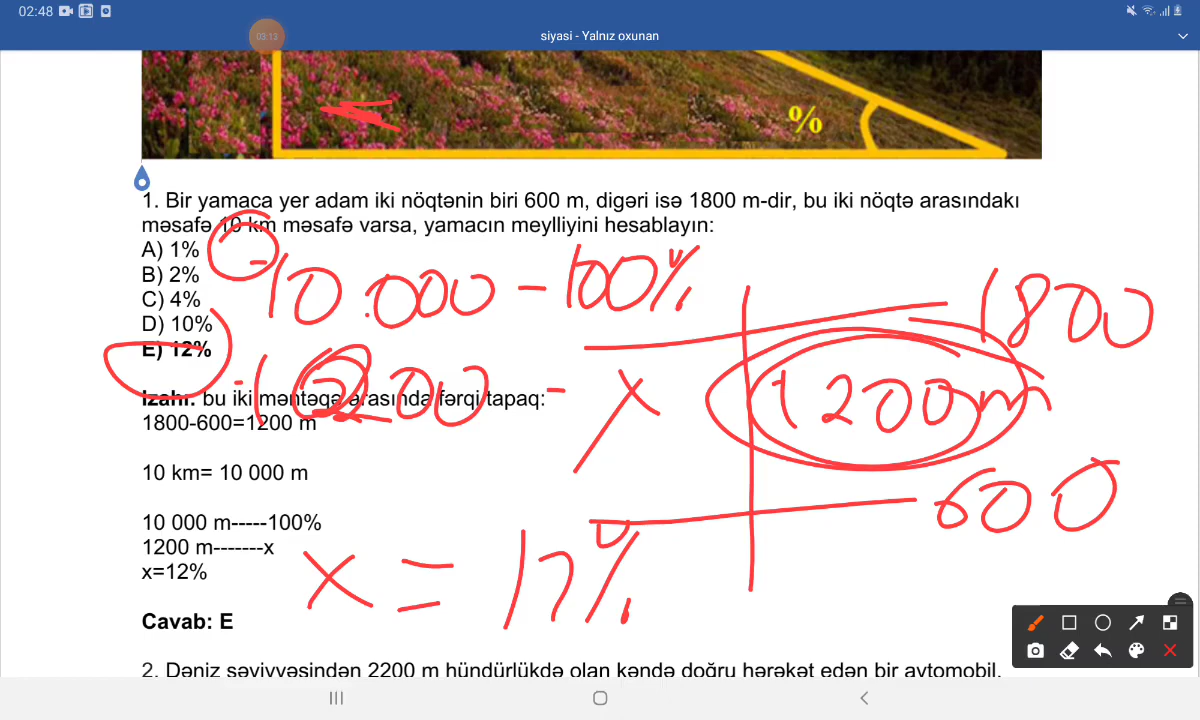 02:48
03:13
siyasi - Yalnız oxunan
%
1. Bir yamaca yer adam iki nöqtənin biri 600 m, digəri isə 1800 m-dir, bu iki nöqtə arasındakı
məsafə 10 km məsafə varsa, yamacın meylliyini hesablayın:
A) 1%
B) 2%
C) 4%
D) 10%
E) 12%
10.000 - 100%
1800
1200 - x
1200m
600
x = 12%
İzahı: bu iki məntəqə arasında fərqi tapaq:
1800-600=1200 m
10 km= 10 000 m
10 000 m-----100%
1200 m-------x
x=12%
Cavab: E
2. Dəniz səviyyəsindən 2200 m hündürlükdə olan kəndə doğru hərəkət edən bir avtomobil,